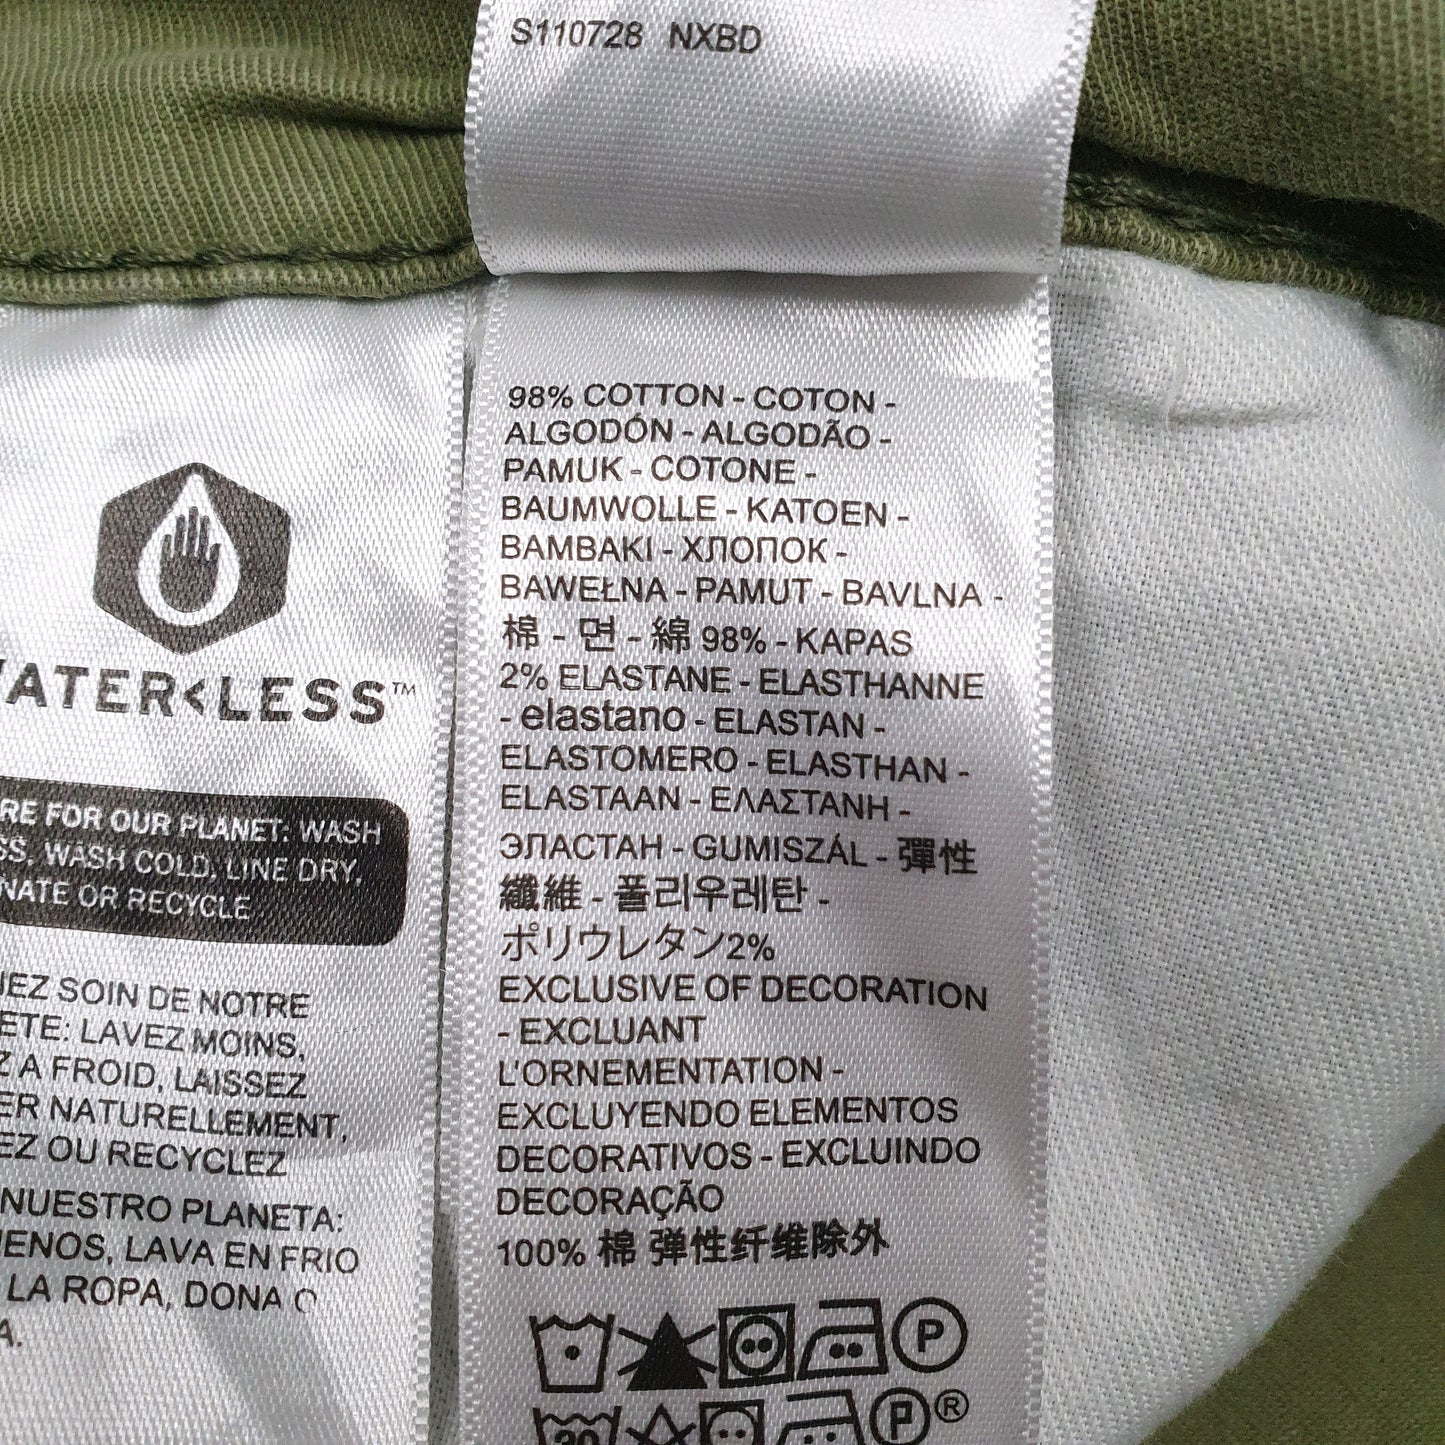 S110728 NXBD
98% COTTON - COTON -
ALGODÓN - ALGODÃO -
PAMUK - COTONE -
BAUMWOLLE - KATOEN -
BAMBAKI - ХЛОПОК -
BAWEŁNA - PAMUT - BAVLNA -
棉 - 면 - 綿 98% - KAPAS
2% ELASTANE - ELASTHANNE
- elastano - ELASTAN -
ELASTOMERO - ELASTHAN -
ELASTAAN - ΕΛΑΣΤΑΝΗ -
ЭЛАСТАН - GUMISZÁL - 彈性
纖維 - 폴리우레탄 -
ポリウレタン2%
EXCLUSIVE OF DECORATION
- EXCLUANT
L'ORNEMENTATION -
EXCLUYENDO ELEMENTOS
DECORATIVOS - EXCLUINDO
DECORAÇÃO
100% 棉 弹性纤维除外
P
30 P®
ATER<LESS™
RE FOR OUR PLANET: WASH
SS, WASH COLD, LINE DRY,
NATE OR RECYCLE
EZ SOIN DE NOTRE
ETE: LAVEZ MOINS,
Z A FROID, LAISSEZ
ER NATURELLEMENT,
EZ OU RECYCLEZ
NUESTRO PLANETA:
ENOS, LAVA EN FRIO
LA ROPA, DONA O
A.